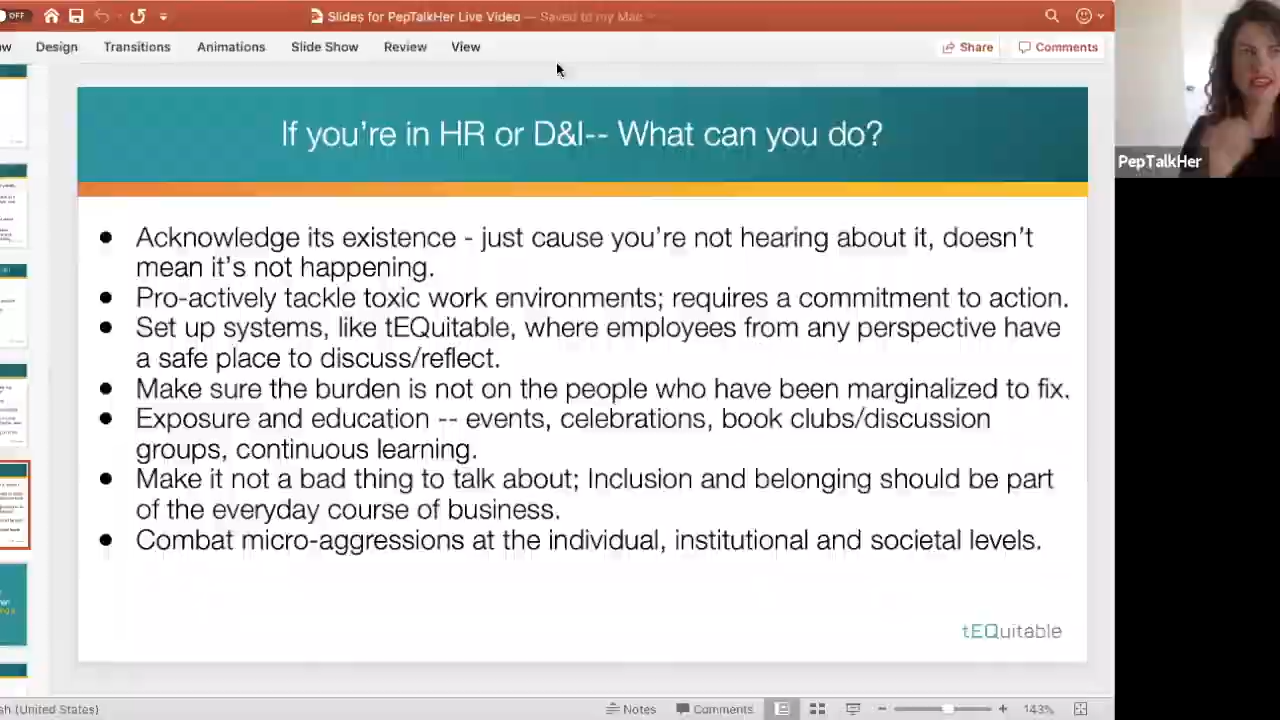 OFF
Slides for PepTalkHer Live Video — Saved to my Mac
Design Transitions Animations Slide Show Review View
Share Comments
If you're in HR or D&I-- What can you do?
PepTalkHer
● Acknowledge its existence - just cause you're not hearing about it, doesn't
mean it's not happening.
● Pro-actively tackle toxic work environments; requires a commitment to action.
● Set up systems, like tEQuitable, where employees from any perspective have
a safe place to discuss/reflect.
● Make sure the burden is not on the people who have been marginalized to fix.
● Exposure and education -- events, celebrations, book clubs/discussion
groups, continuous learning.
● Make it not a bad thing to talk about; Inclusion and belonging should be part
of the everyday course of business.
● Combat micro-aggressions at the individual, institutional and societal levels.
tEQuitable
sh (United States)
Notes Comments 143%